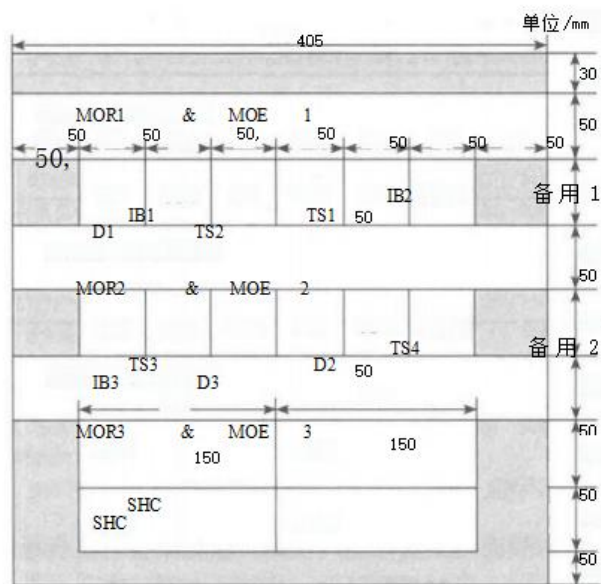 单位/mm
405
30
MOR1 & MOE 1
50 50 50, 50 50 50 50
50,
50
IB2 备用 1
IB1 TS1 50
D1 TS2
50
MOR2 & MOE 2
TS4 备用 2
TS3 D2 50
IB3 D3
MOR3 & MOE 3 50
150 150
SHC 50
SHC
50